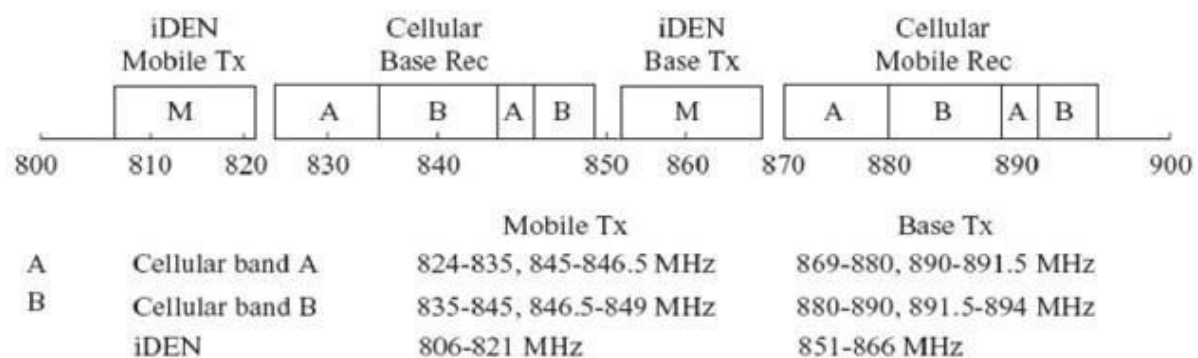 iDEN Cellular iDEN Cellular
Mobile Tx Base Rec Base Tx Mobile Rec
M A B A B M A B A B
800 810 820 830 840 850 860 870 880 890 900
Mobile Tx Base Tx
A Cellular band A 824-835, 845-846.5 MHz 869-880, 890-891.5 MHz
B Cellular band B 835-845, 846.5-849 MHz 880-890, 891.5-894 MHz
iDEN 806-821 MHz 851-866 MHz